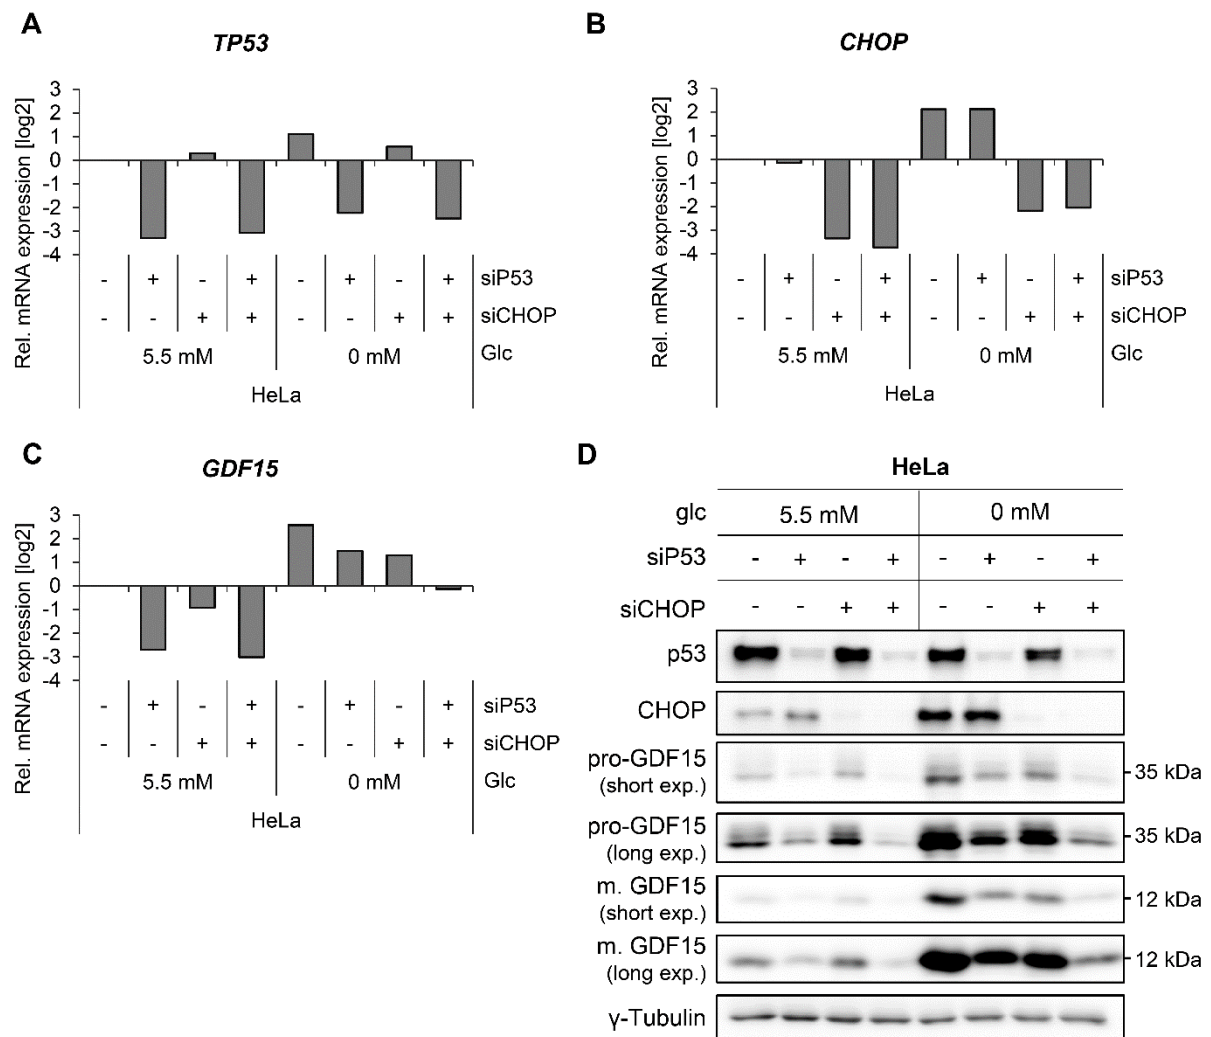 A
TP53
Rel. mRNA expression [log2]
3
2
1
0
-1
-2
-3
-4
- + - + - + - + siP53
- - + + - - + + siCHOP
5.5 mM 0 mM Glc
HeLa
B
CHOP
Rel. mRNA expression [log2]
3
2
1
0
-1
-2
-3
-4
- + - + - + - + siP53
- - + + - - + + siCHOP
5.5 mM 0 mM Glc
HeLa
C
GDF15
Rel. mRNA expression [log2]
3
2
1
0
-1
-2
-3
-4
- + - + - + - + siP53
- - + + - - + + siCHOP
5.5 mM 0 mM Glc
HeLa
D
HeLa
glc 5.5 mM 0 mM
siP53 - + - + - + - +
siCHOP - - + + - - + +
p53
CHOP
pro-GDF15
(short exp.) 35 kDa
pro-GDF15
(long exp.) 35 kDa
m. GDF15
(short exp.) 12 kDa
m. GDF15
(long exp.) 12 kDa
γ-Tubulin